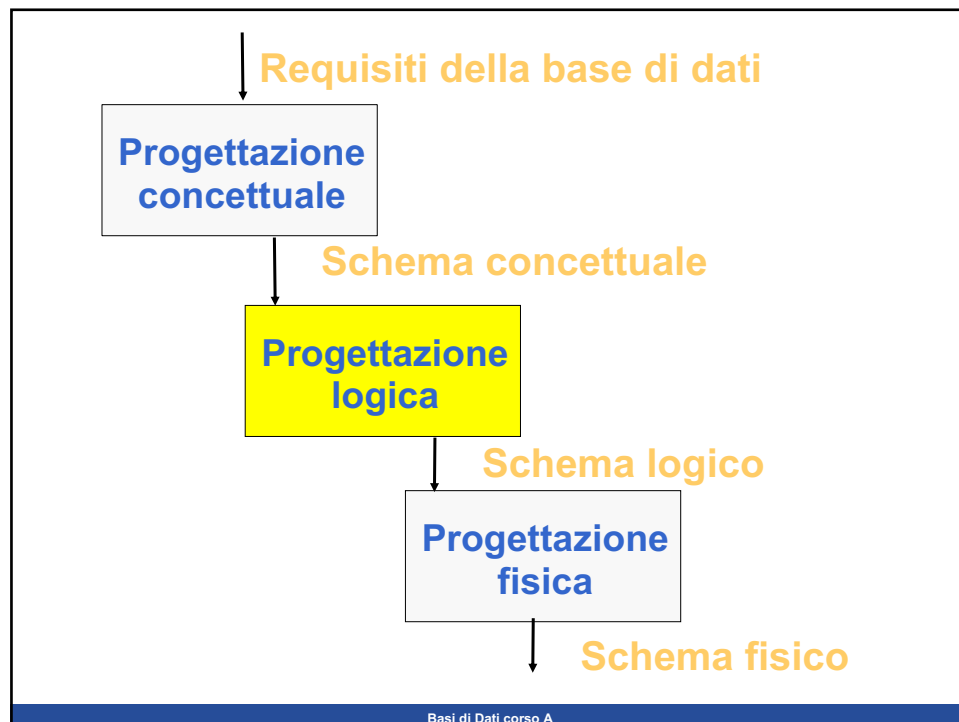 Requisiti della base di dati
Progettazione
concettuale
Schema concettuale
Progettazione
logica
Schema logico
Progettazione
fisica
Schema fisico
Basi di Dati corso A